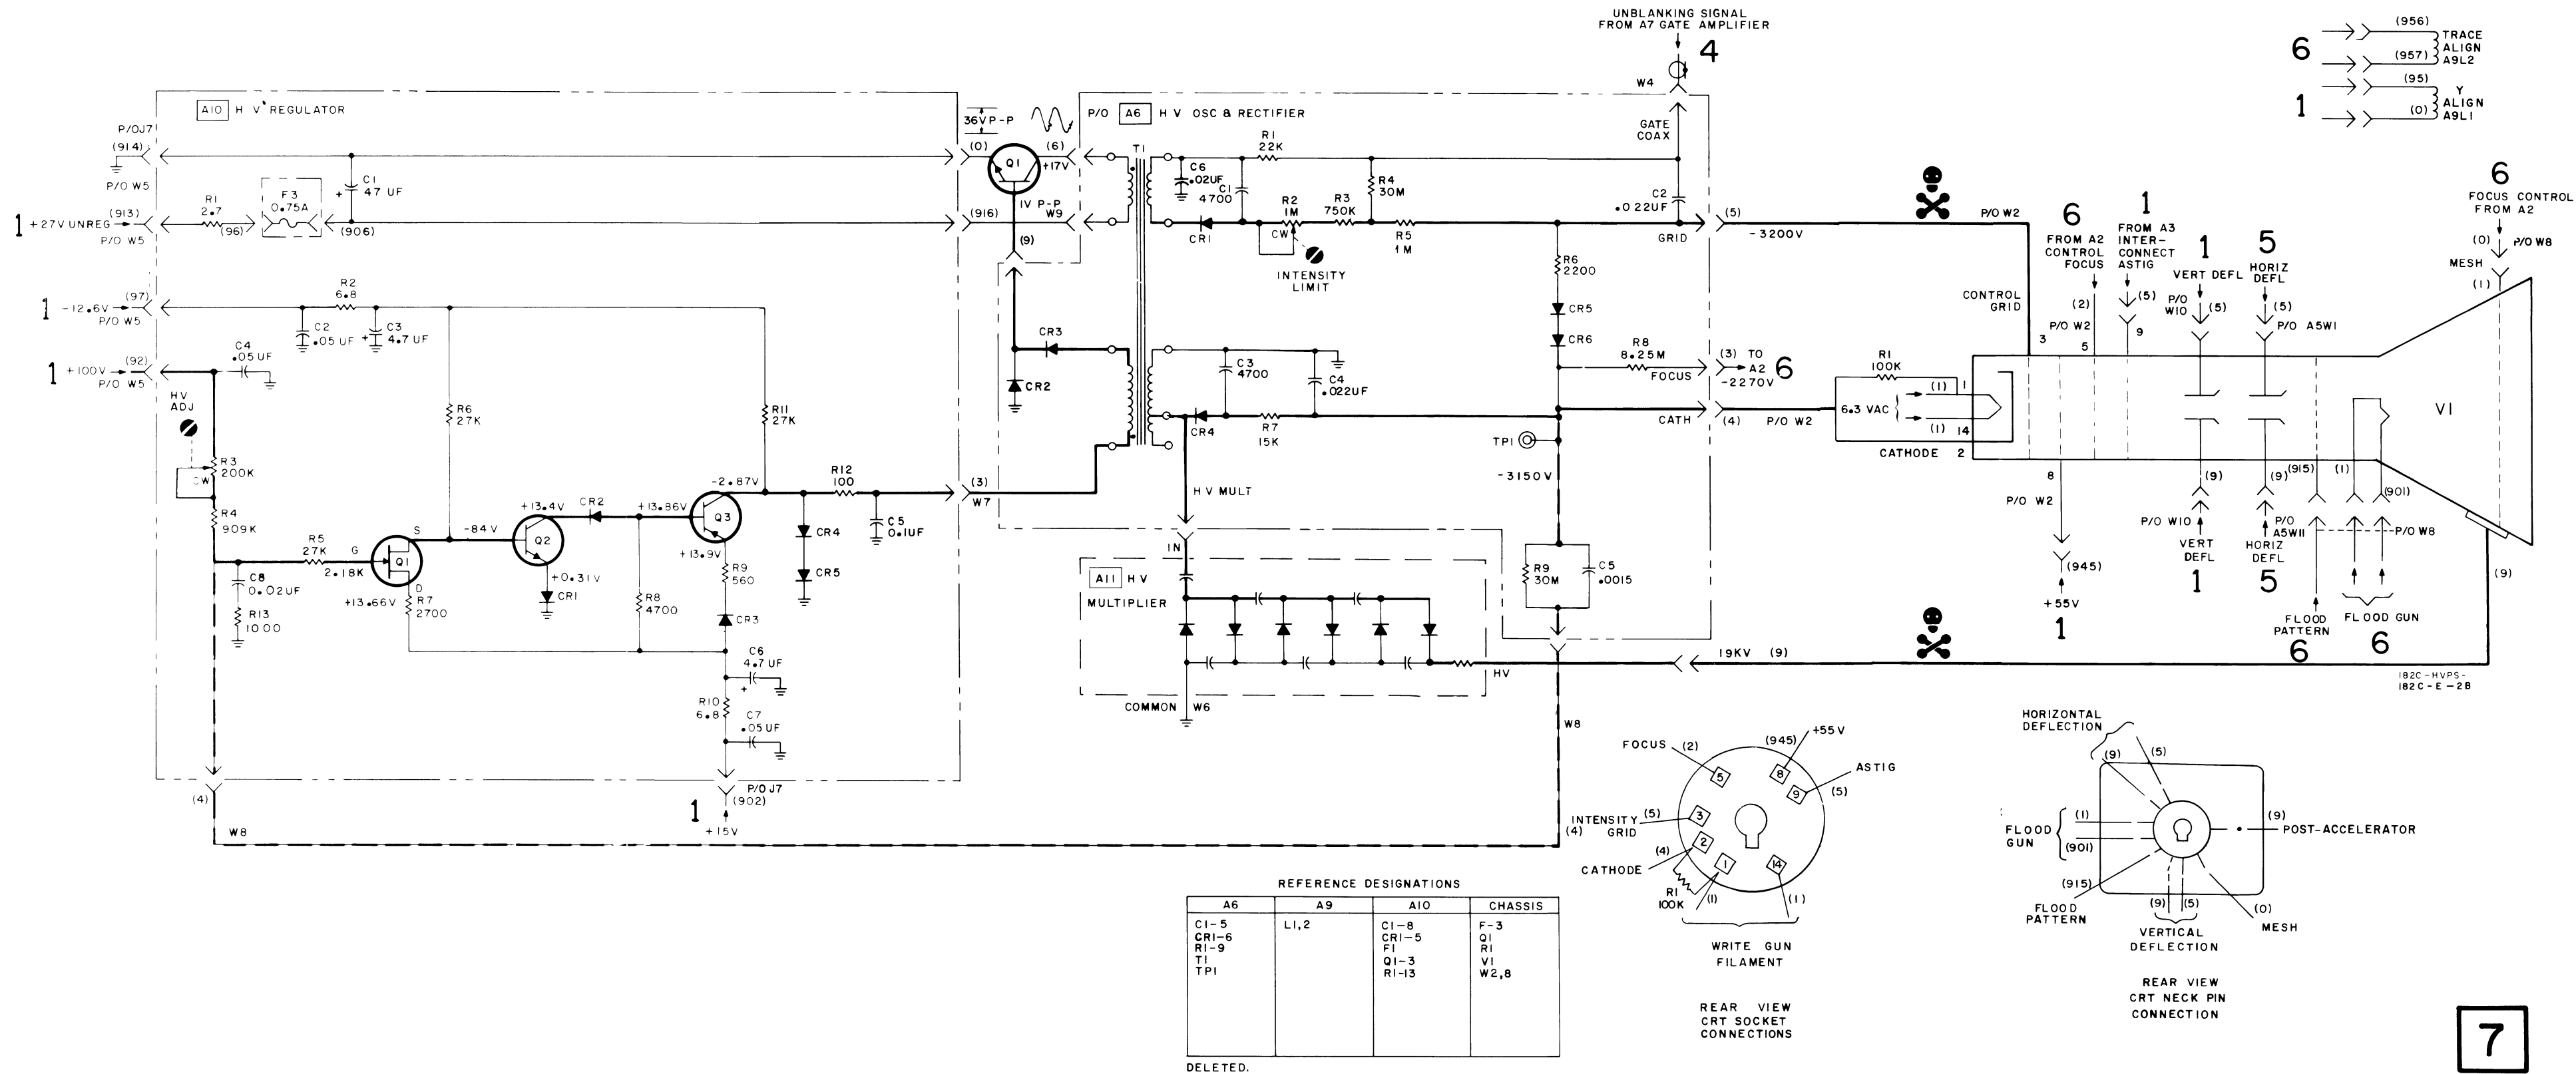 UNBLANKING SIGNAL
FROM A7 GATE AMPLIFIER
4
W4
6
(956)
(957)
TRACE
ALIGN
A9L2
1
(95)
(0)
Y
ALIGN
A9L1
A10 H V REGULATOR
P/OJ7
(914)
P/O W5
1 +27V UNREG
(913)
P/O W5
R1
2.7
(96)
F3
0.75A
(906)
C1
+ 47 UF
1 -12.6V
(97)
P/O W5
R2
6.8
C2
.05 UF
C3
+ 4.7 UF
1 +100V
(92)
P/O W5
C4
.05UF
HV
ADJ
R3
200K
CW
R4
909K
R5
27K
2.18K
G
S
D
Q1
+13.66V
R6
27K
-84V
R7
2700
C8
0.02UF
R13
1000
+13.4V
Q2
+0.31V
CR1
CR2
R8
4700
+13.86V
Q3
-2.87V
+13.9V
R9
560
CR3
R11
27K
CR4
CR5
R12
100
C5
0.1UF
C6
4.7UF
+
R10
6.8
C7
.05UF
P/OJ7
(902)
1
+15V
(4)
W8
(3)
W7
36VP-P
(0)
(6)
Q1
+17V
1V P-P
W9
(916)
(9)
P/O A6 H V OSC & RECTIFIER
T1
C6
.02UF
C1
4700
R1
22K
R2
1M
CW
R3
750K
R4
30M
R5
1M
CR1
INTENSITY
LIMIT
GATE
COAX
C2
.022UF
GRID
(5)
-3200V
P/O W2
R6
2200
CR5
CR6
R8
8.25M
FOCUS
(3) TO
A2 6
-2270V
CR3
CR2
C3
4700
C4
.022UF
CR4
R7
15K
CATH
(4)
P/O W2
TP1
-3150V
H V MULT
R9
30M
C5
.0015
IN
A11 H V
MULTIPLIER
HV
COMMON
W6
19KV (9)
W8
(4)
CONTROL
GRID
3
6
FROM A2
CONTROL
FOCUS
(2)
P/O W2
5
1
FROM A3
INTER-
CONNECT
ASTIG
(5)
9
1
VERT DEFL
P/O
W10
(5)
5
HORIZ
DEFL
(5)
P/O A5W1
6
FOCUS CONTROL
FROM A2
(0)
P/O W8
MESH
(1)
R1
100K
6.3 VAC
(1)
1
(1)
14
CATHODE 2
V1
8
P/O W2
(945)
+55V
1
(9)
P/O W10
VERT
DEFL
1
(9)
P/O
A5W11
HORIZ
DEFL
5
(915)
(1)
(901)
P/O W8
FLOOD
PATTERN
6
FLOOD GUN
6
(9)
182C-HVPS-
182C-E-2B
REFERENCE DESIGNATIONS
A6 A9 A10 CHASSIS
C1-5 L1,2 C1-8 F-3
CR1-6 CR1-5 Q1
R1-9 F1 R1
T1 Q1-3 V1
TP1 R1-13 W2,8
DELETED.
FOCUS (2)
5
(945)
+55V
8
9
ASTIG
(5)
INTENSITY (5)
GRID
3
2
(4)
CATHODE
1
14
R1
100K
(1)
(1)
WRITE GUN
FILAMENT
REAR VIEW
CRT SOCKET
CONNECTIONS
HORIZONTAL
DEFLECTION
(9)
(5)
FLOOD
GUN
(1)
(901)
(9)
POST-ACCELERATOR
(915)
FLOOD
PATTERN
(9)
(5)
VERTICAL
DEFLECTION
(0)
MESH
REAR VIEW
CRT NECK PIN
CONNECTION
7